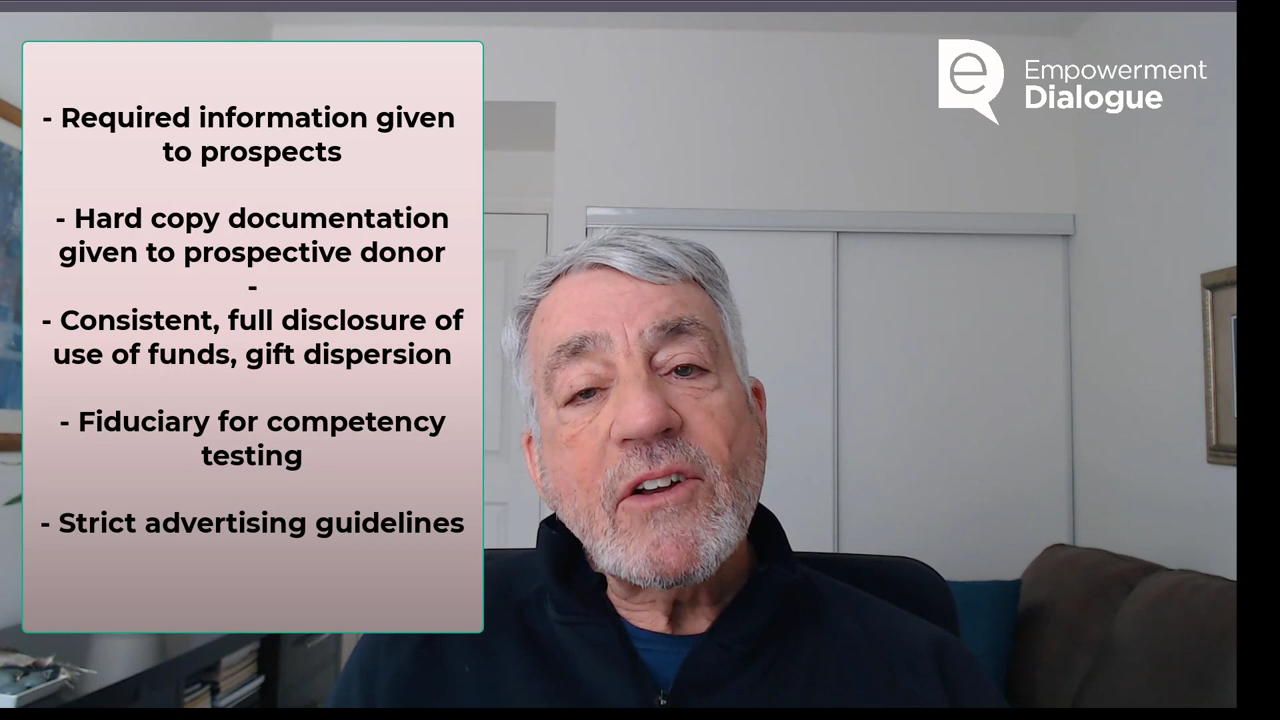 - Required information given
to prospects
- Hard copy documentation
given to prospective donor
-
- Consistent, full disclosure of
use of funds, gift dispersion
- Fiduciary for competency
testing
- Strict advertising guidelines
e
Empowerment
Dialogue